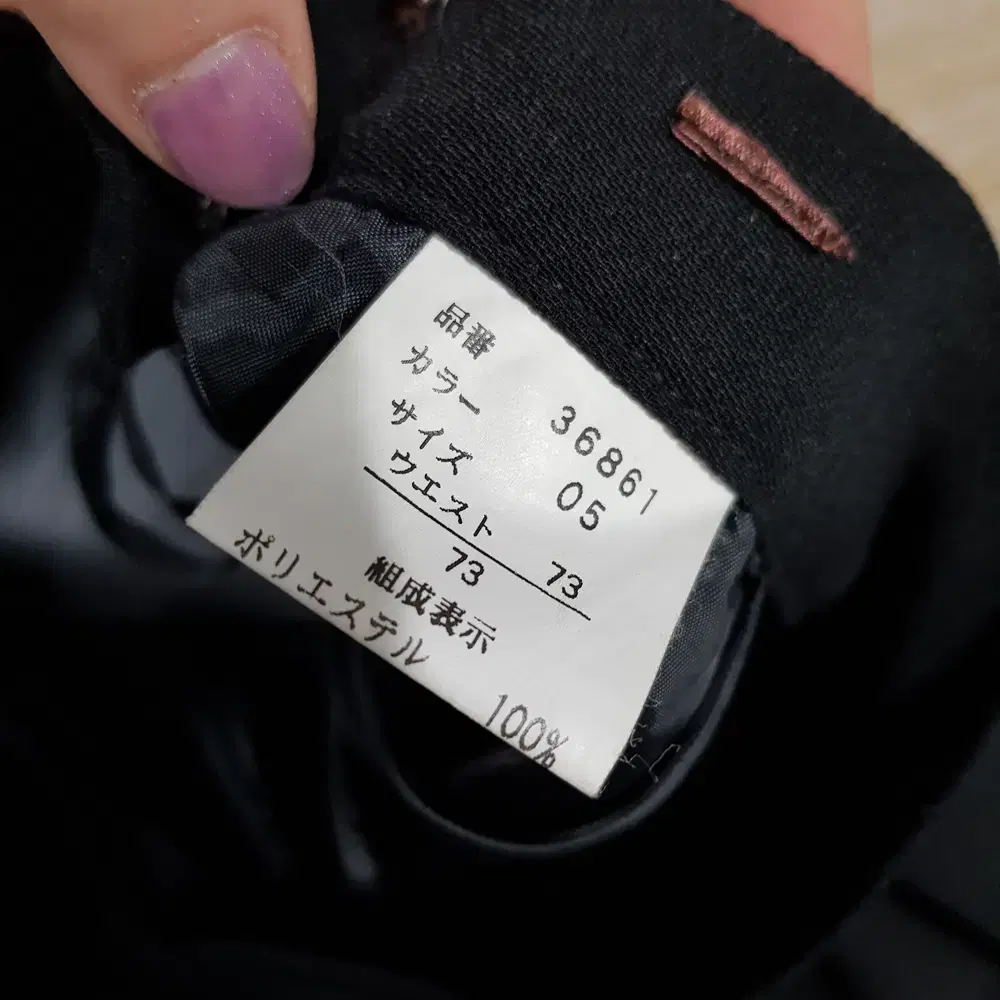 品番 36861
カラー 05
サイズ 73
ウエスト 73
組成表示
ポリエステル 100%